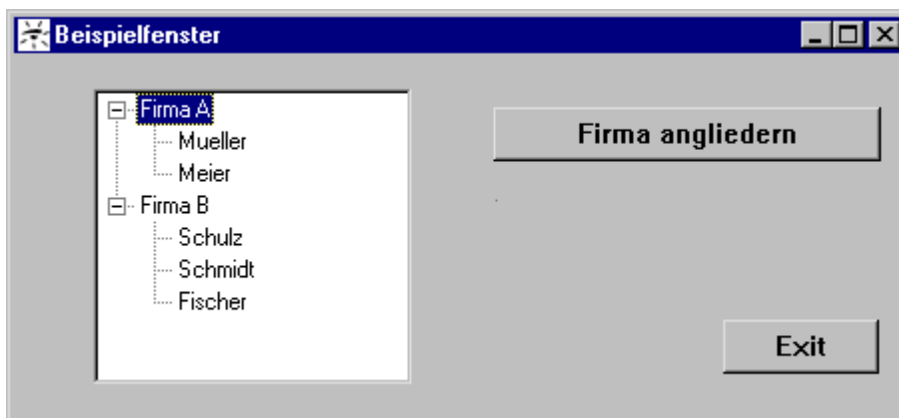 Beispielfenster
Firma A
Mueller
Meier
Firma B
Schulz
Schmidt
Fischer
Firma angliedern
Exit